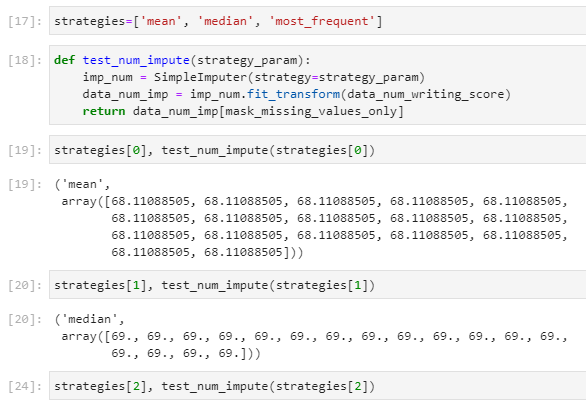 [17]: strategies=['mean', 'median', 'most_frequent']
[18]: def test_num_impute(strategy_param):
imp_num = SimpleImputer(strategy=strategy_param)
data_num_imp = imp_num.fit_transform(data_num_writing_score)
return data_num_imp[mask_missing_values_only]
[19]: strategies[0], test_num_impute(strategies[0])
[19]: ('mean',
array([68.11088505, 68.11088505, 68.11088505, 68.11088505, 68.11088505,
68.11088505, 68.11088505, 68.11088505, 68.11088505, 68.11088505,
68.11088505, 68.11088505, 68.11088505, 68.11088505, 68.11088505,
68.11088505, 68.11088505]))
[20]: strategies[1], test_num_impute(strategies[1])
[20]: ('median',
array([69., 69., 69., 69., 69., 69., 69., 69., 69., 69., 69., 69., 69.,
69., 69., 69., 69.]))
[24]: strategies[2], test_num_impute(strategies[2])